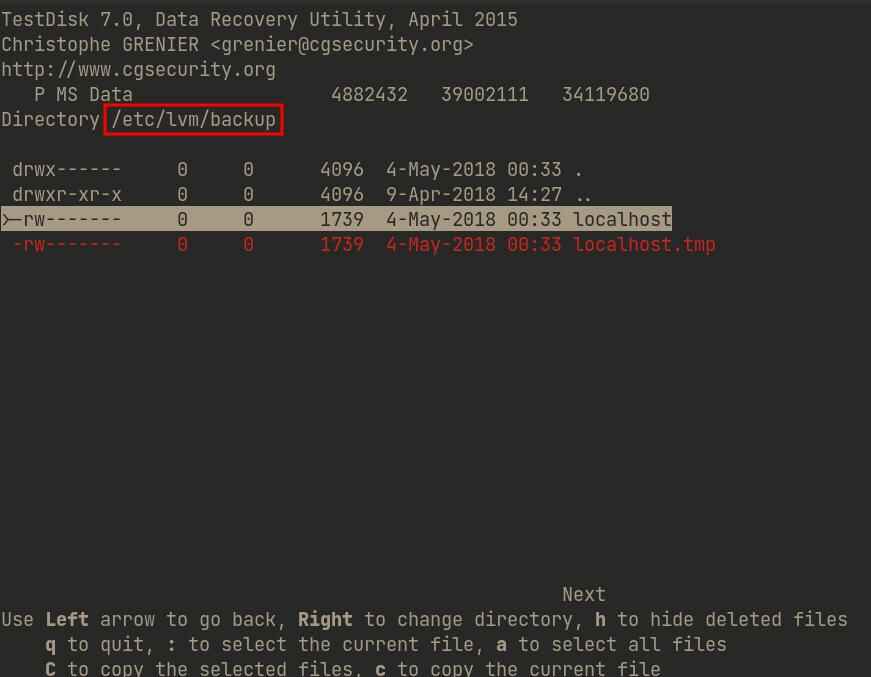 TestDisk 7.0, Data Recovery Utility, April 2015
Christophe GRENIER <grenier@cgsecurity.org>
http://www.cgsecurity.org
   P MS Data                  4882432   39002111   34119680
Directory /etc/lvm/backup
 drwx------     0     0      4096  4-May-2018 00:33 .
 drwxr-xr-x     0     0      4096  9-Apr-2018 14:27 ..
>-rw-------     0     0      1739  4-May-2018 00:33 localhost
 -rw-------     0     0      1739  4-May-2018 00:33 localhost.tmp
Next
Use Left arrow to go back, Right to change directory, h to hide deleted files
    q to quit, : to select the current file, a to select all files
    C to copy the selected files, c to copy the current file